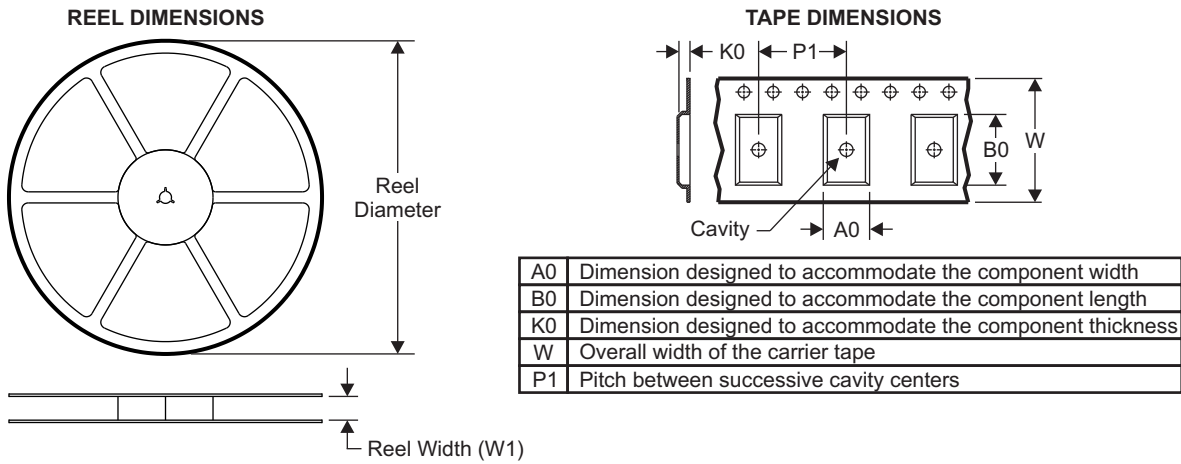 REEL DIMENSIONS
Reel
Diameter
Reel Width (W1)
TAPE DIMENSIONS
K0
P1
B0
W
Cavity
A0
A0 Dimension designed to accommodate the component width
B0 Dimension designed to accommodate the component length
K0 Dimension designed to accommodate the component thickness
W Overall width of the carrier tape
P1 Pitch between successive cavity centers